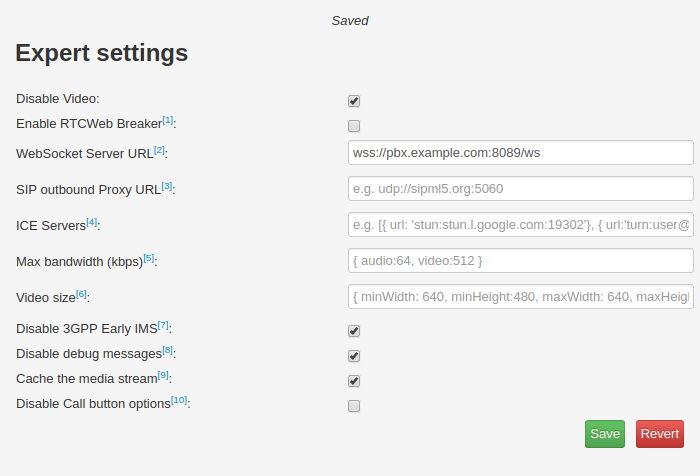 Saved
Expert settings
Disable Video:
Enable RTCWeb Breaker[1]:
WebSocket Server URL[2]: wss://pbx.example.com:8089/ws
SIP outbound Proxy URL[3]: e.g. udp://sipml5.org:5060
ICE Servers[4]: e.g. [{ url: 'stun:stun.l.google.com:19302'}, { url:'turn:user@
Max bandwidth (kbps)[5]: { audio:64, video:512 }
Video size[6]: { minWidth: 640, minHeight:480, maxWidth: 640, maxHeigh
Disable 3GPP Early IMS[7]:
Disable debug messages[8]:
Cache the media stream[9]:
Disable Call button options[10]:
Save Revert